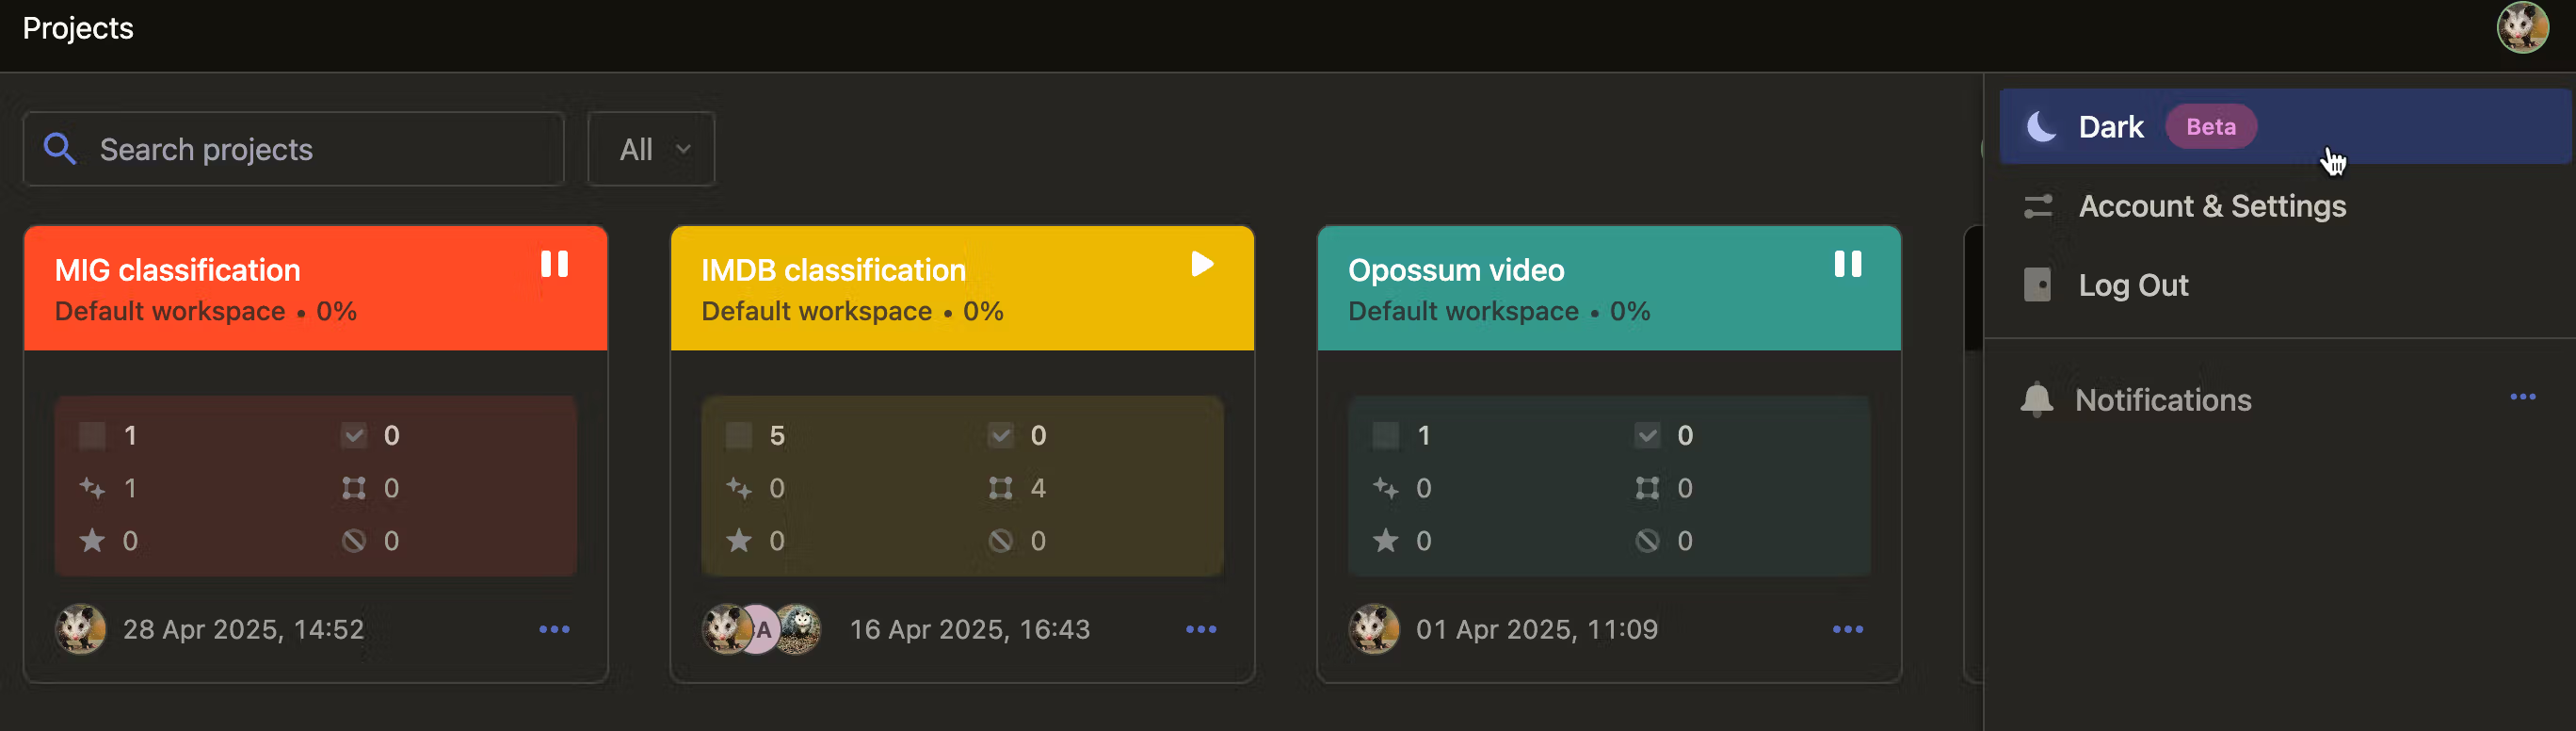 Projects
Search projects
All
Dark Beta
Account & Settings
Log Out
Notifications
MIG classification
Default workspace • 0%
1 0
1 0
0 0
28 Apr 2025, 14:52
IMDB classification
Default workspace • 0%
5 0
0 4
0 0
A
16 Apr 2025, 16:43
Opossum video
Default workspace • 0%
1 0
0 0
0 0
01 Apr 2025, 11:09